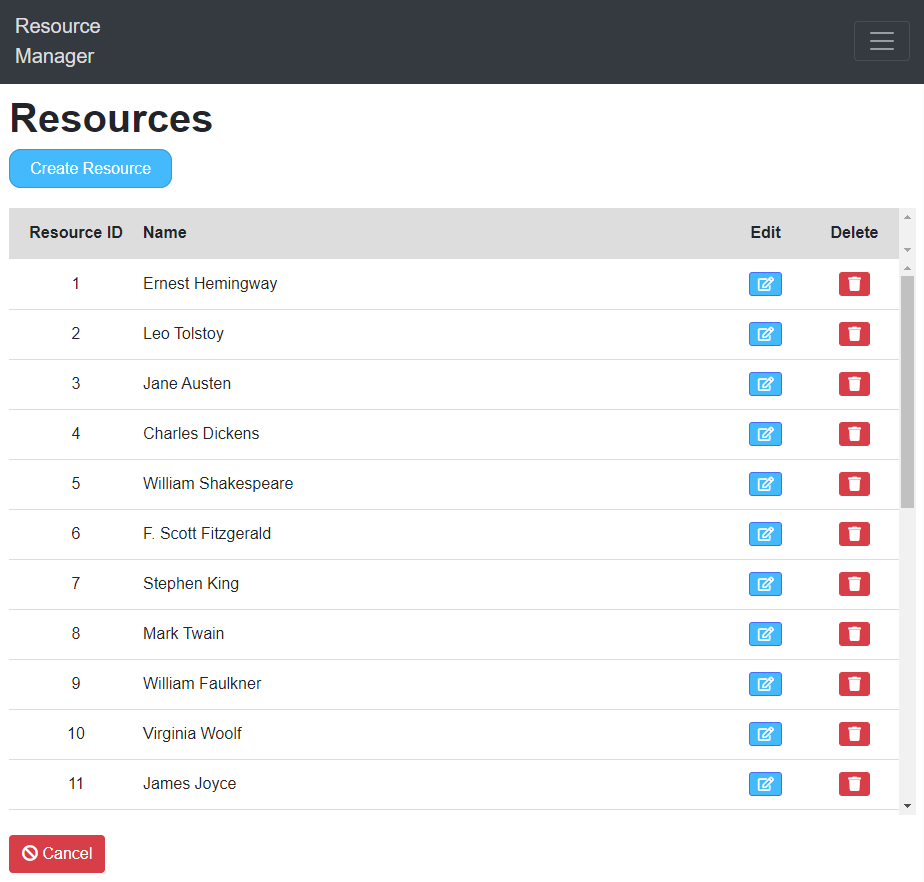 Resource
Manager
Resources
Create Resource
Resource ID Name Edit Delete
1 Ernest Hemingway
2 Leo Tolstoy
3 Jane Austen
4 Charles Dickens
5 William Shakespeare
6 F. Scott Fitzgerald
7 Stephen King
8 Mark Twain
9 William Faulkner
10 Virginia Woolf
11 James Joyce
Cancel